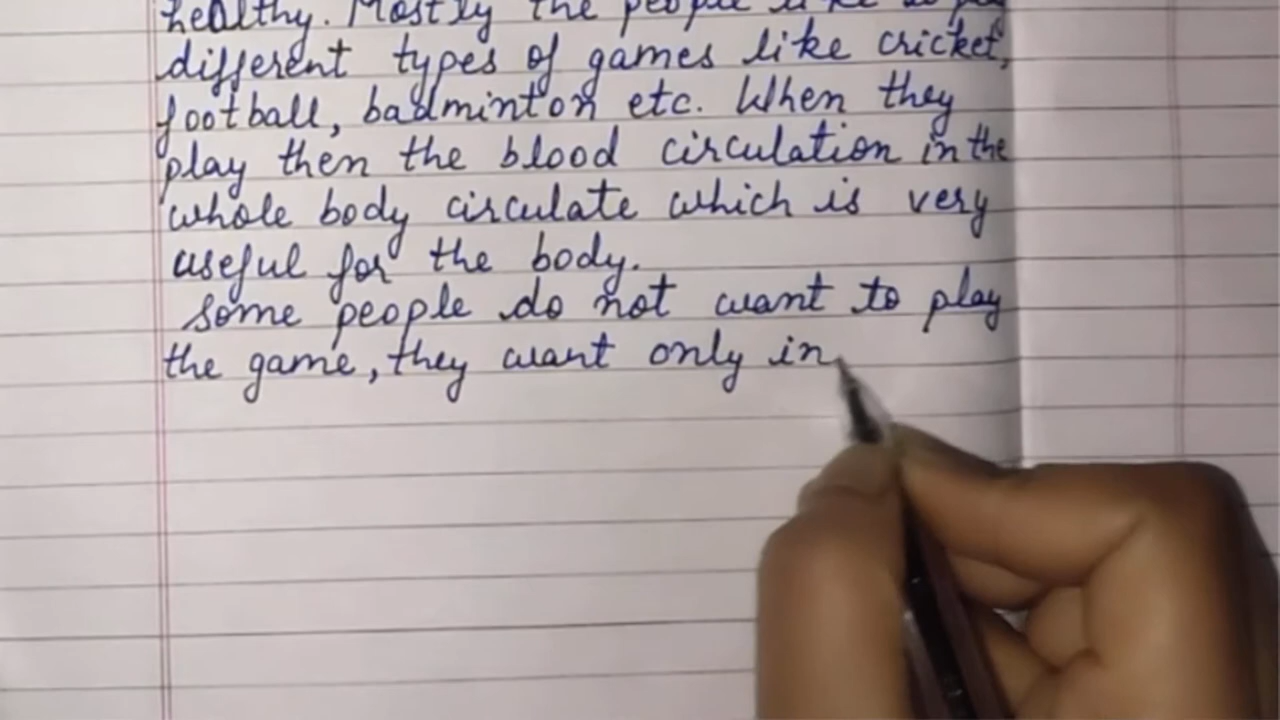 healthy. Mostly the people like to
different types of games like cricket,
football, badminton etc. When they
play then the blood circulation in the
whole body circulate which is very
useful for the body.
Some people do not want to play
the game, they want only in